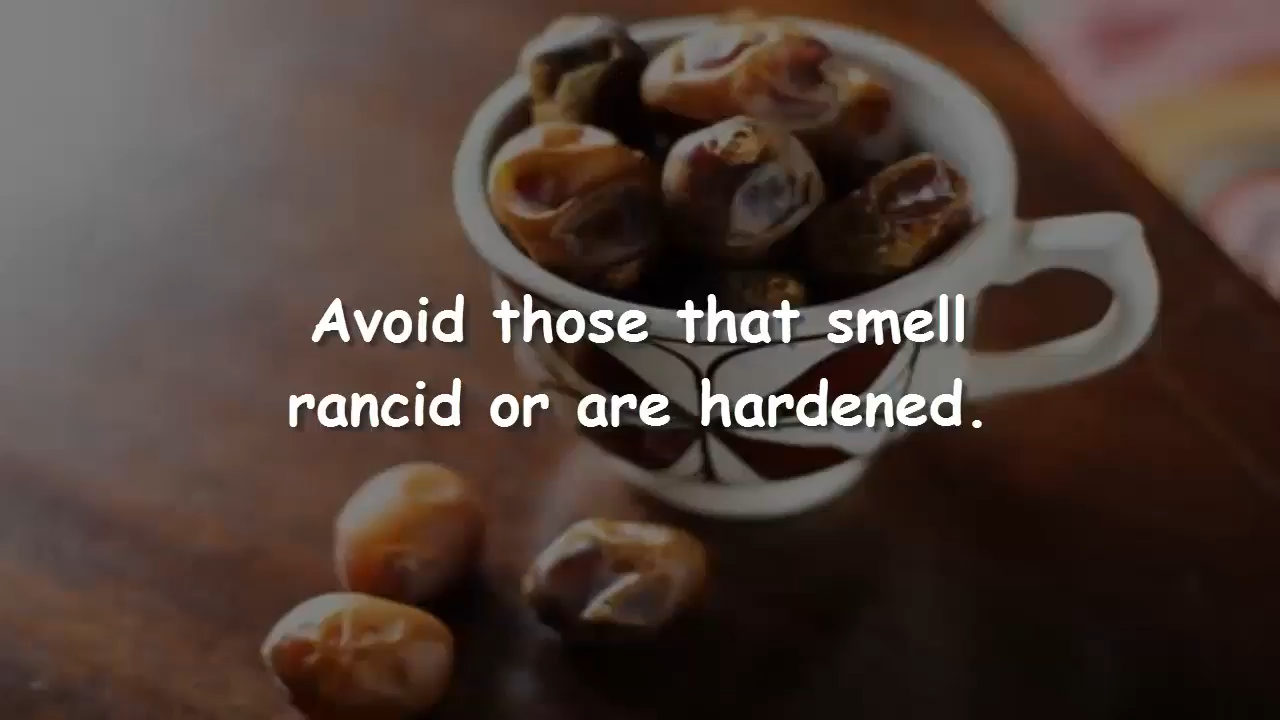 Avoid those that smell
rancid or are hardened.